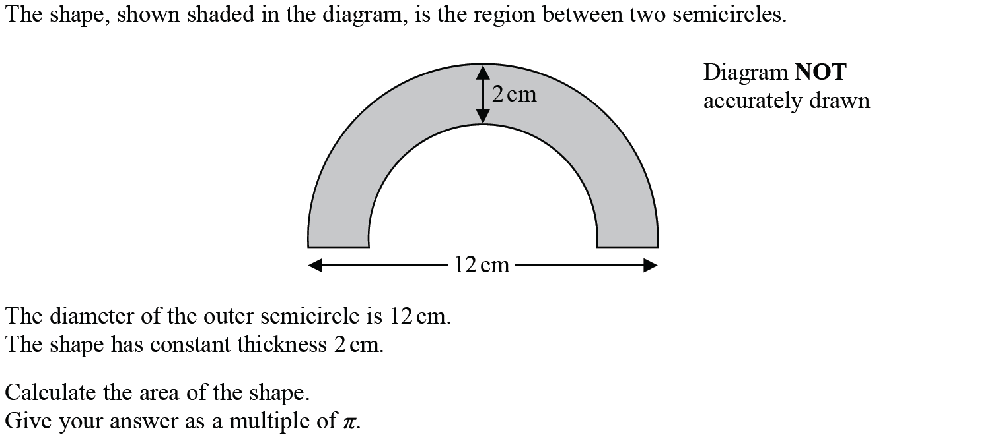 The shape, shown shaded in the diagram, is the region between two semicircles.
Diagram NOT
accurately drawn
2 cm
12 cm
The diameter of the outer semicircle is 12 cm.
The shape has constant thickness 2 cm.
Calculate the area of the shape.
Give your answer as a multiple of π.